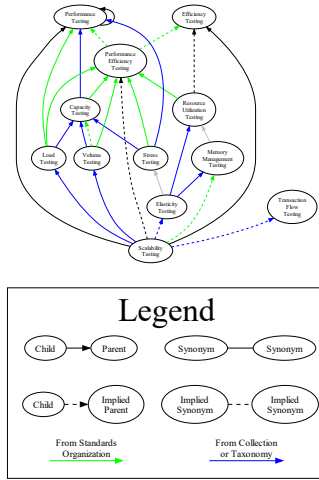 Performance
Testing
Efficiency
Testing
Performance
Efficiency
Testing
Capacity
Testing
Resource
Utilization
Testing
Load
Testing
Volume
Testing
Stress
Testing
Memory
Management
Testing
Elasticity
Testing
Transaction
Flow
Testing
Scalability
Testing
Legend
Child
Parent
Synonym
Synonym
Child
Implied
Parent
Implied
Synonym
Implied
Synonym
From Standards
Organization
From Collection
or Taxonomy